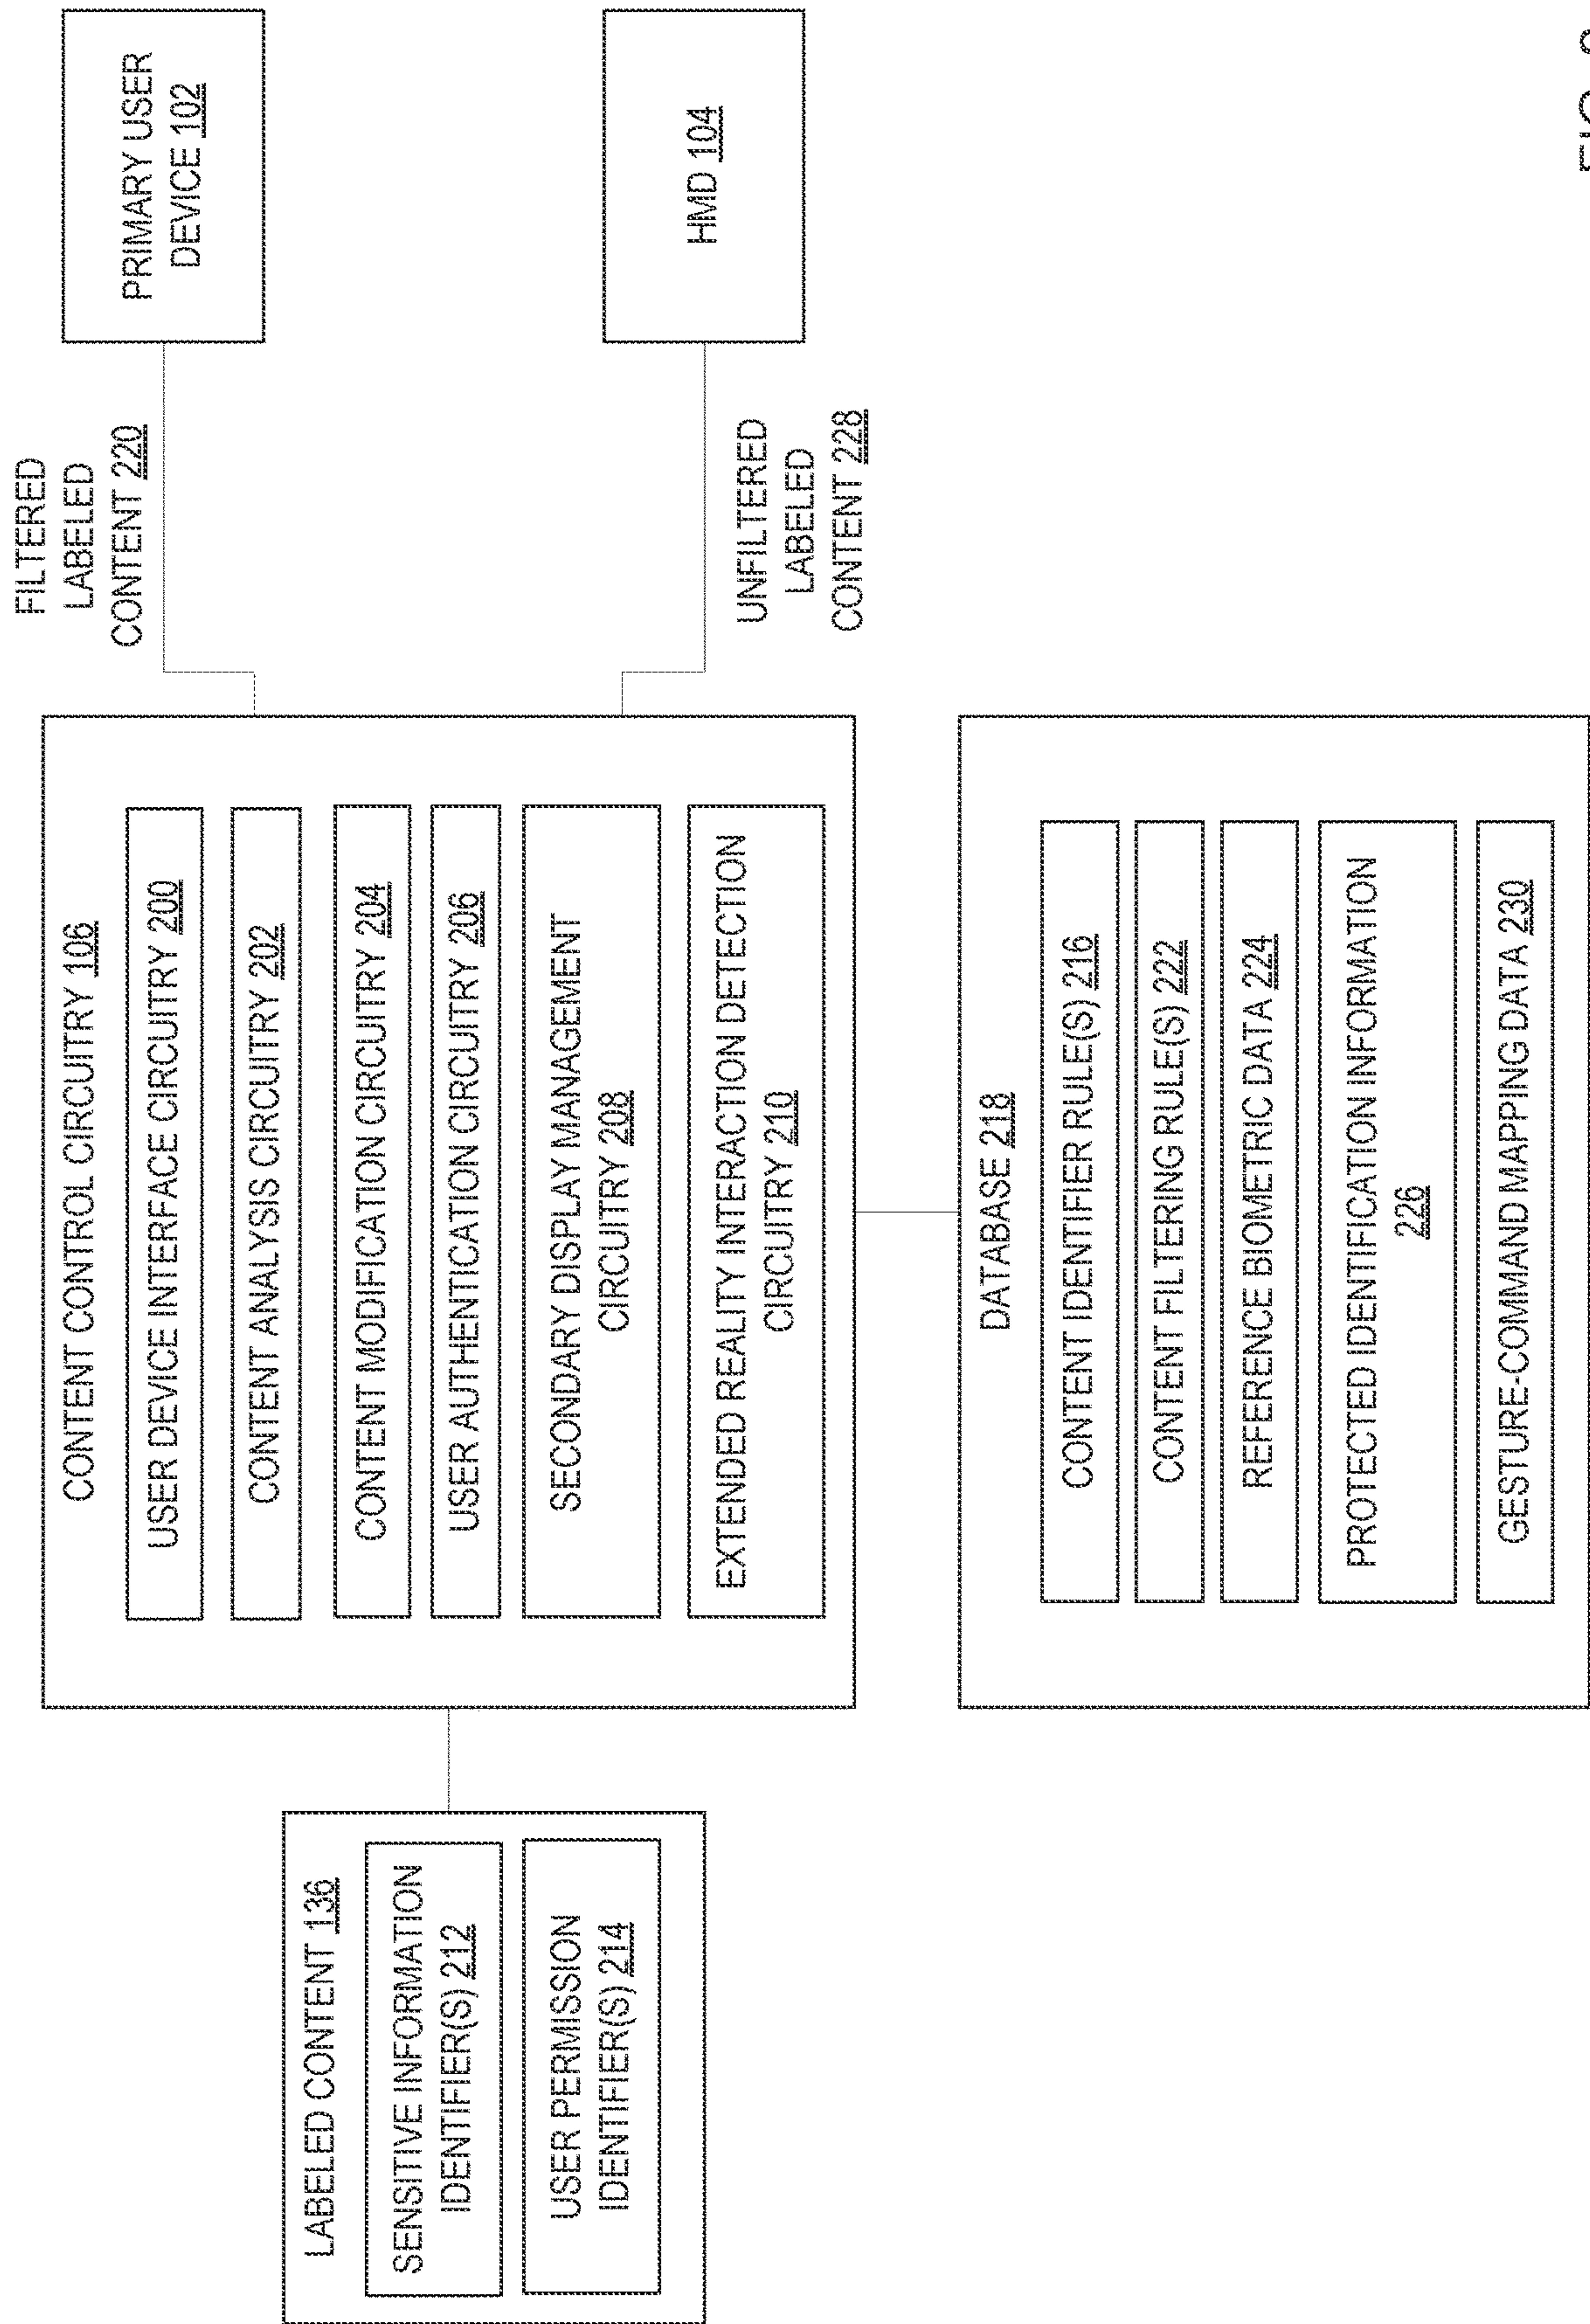 LABELED CONTENT 136
SENSITIVE INFORMATION
IDENTIFIER(S) 212
USER PERMISSION
IDENTIFIER(S) 214
CONTENT CONTROL CIRCUITRY 106
USER DEVICE INTERFACE CIRCUITRY 200
CONTENT ANALYSIS CIRCUITRY 202
CONTENT MODIFICATION CIRCUITRY 204
USER AUTHENTICATION CIRCUITRY 206
SECONDARY DISPLAY MANAGEMENT
CIRCUITRY 208
EXTENDED REALITY INTERACTION DETECTION
CIRCUITRY 210
DATABASE 218
CONTENT IDENTIFIER RULE(S) 216
CONTENT FILTERING RULE(S) 222
REFERENCE BIOMETRIC DATA 224
PROTECTED IDENTIFICATION INFORMATION
226
GESTURE-COMMAND MAPPING DATA 230
FILTERED
LABELED
CONTENT 220
PRIMARY USER
DEVICE 102
UNFILTERED
LABELED
CONTENT 228
HMD 104
FIG.